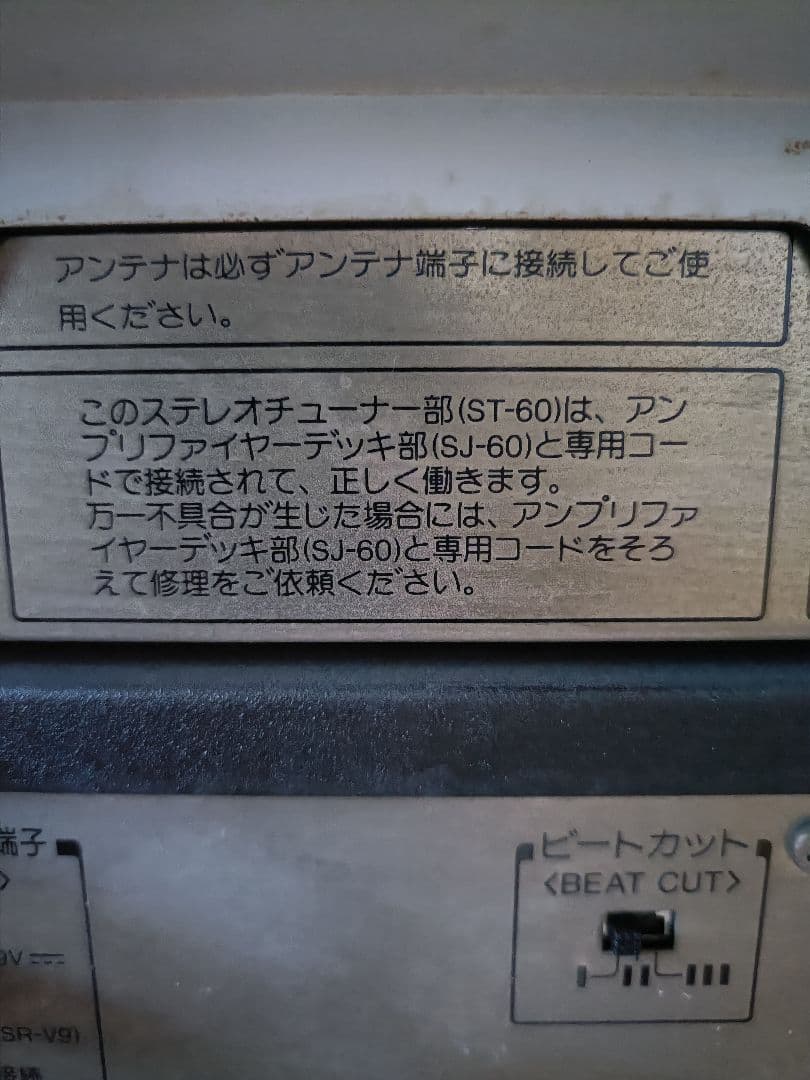 アンテナは必ずアンテナ端子に接続してご使
用ください。
このステレオチューナー部(ST-60)は、アン
プリファイヤーデッキ部(SJ-60)と専用コー
ドで接続されて、正しく働きます。
万一不具合が生じた場合には、アンプリファ
イヤーデッキ部(SJ-60)と専用コードをそろ
えて修理をご依頼ください。
端子
ビートカット
〈BEAT CUT〉
9V
I II III
SR-V9)
接続